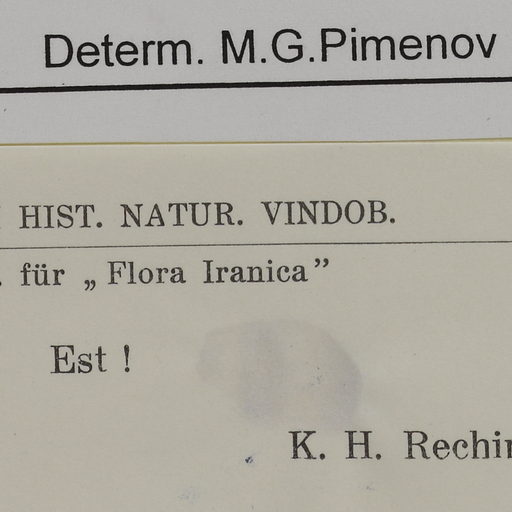 Determ. M.G.Pimenov
HIST. NATUR. VINDOB.
. für „Flora Iranica”
Est !
K. H. Rechin